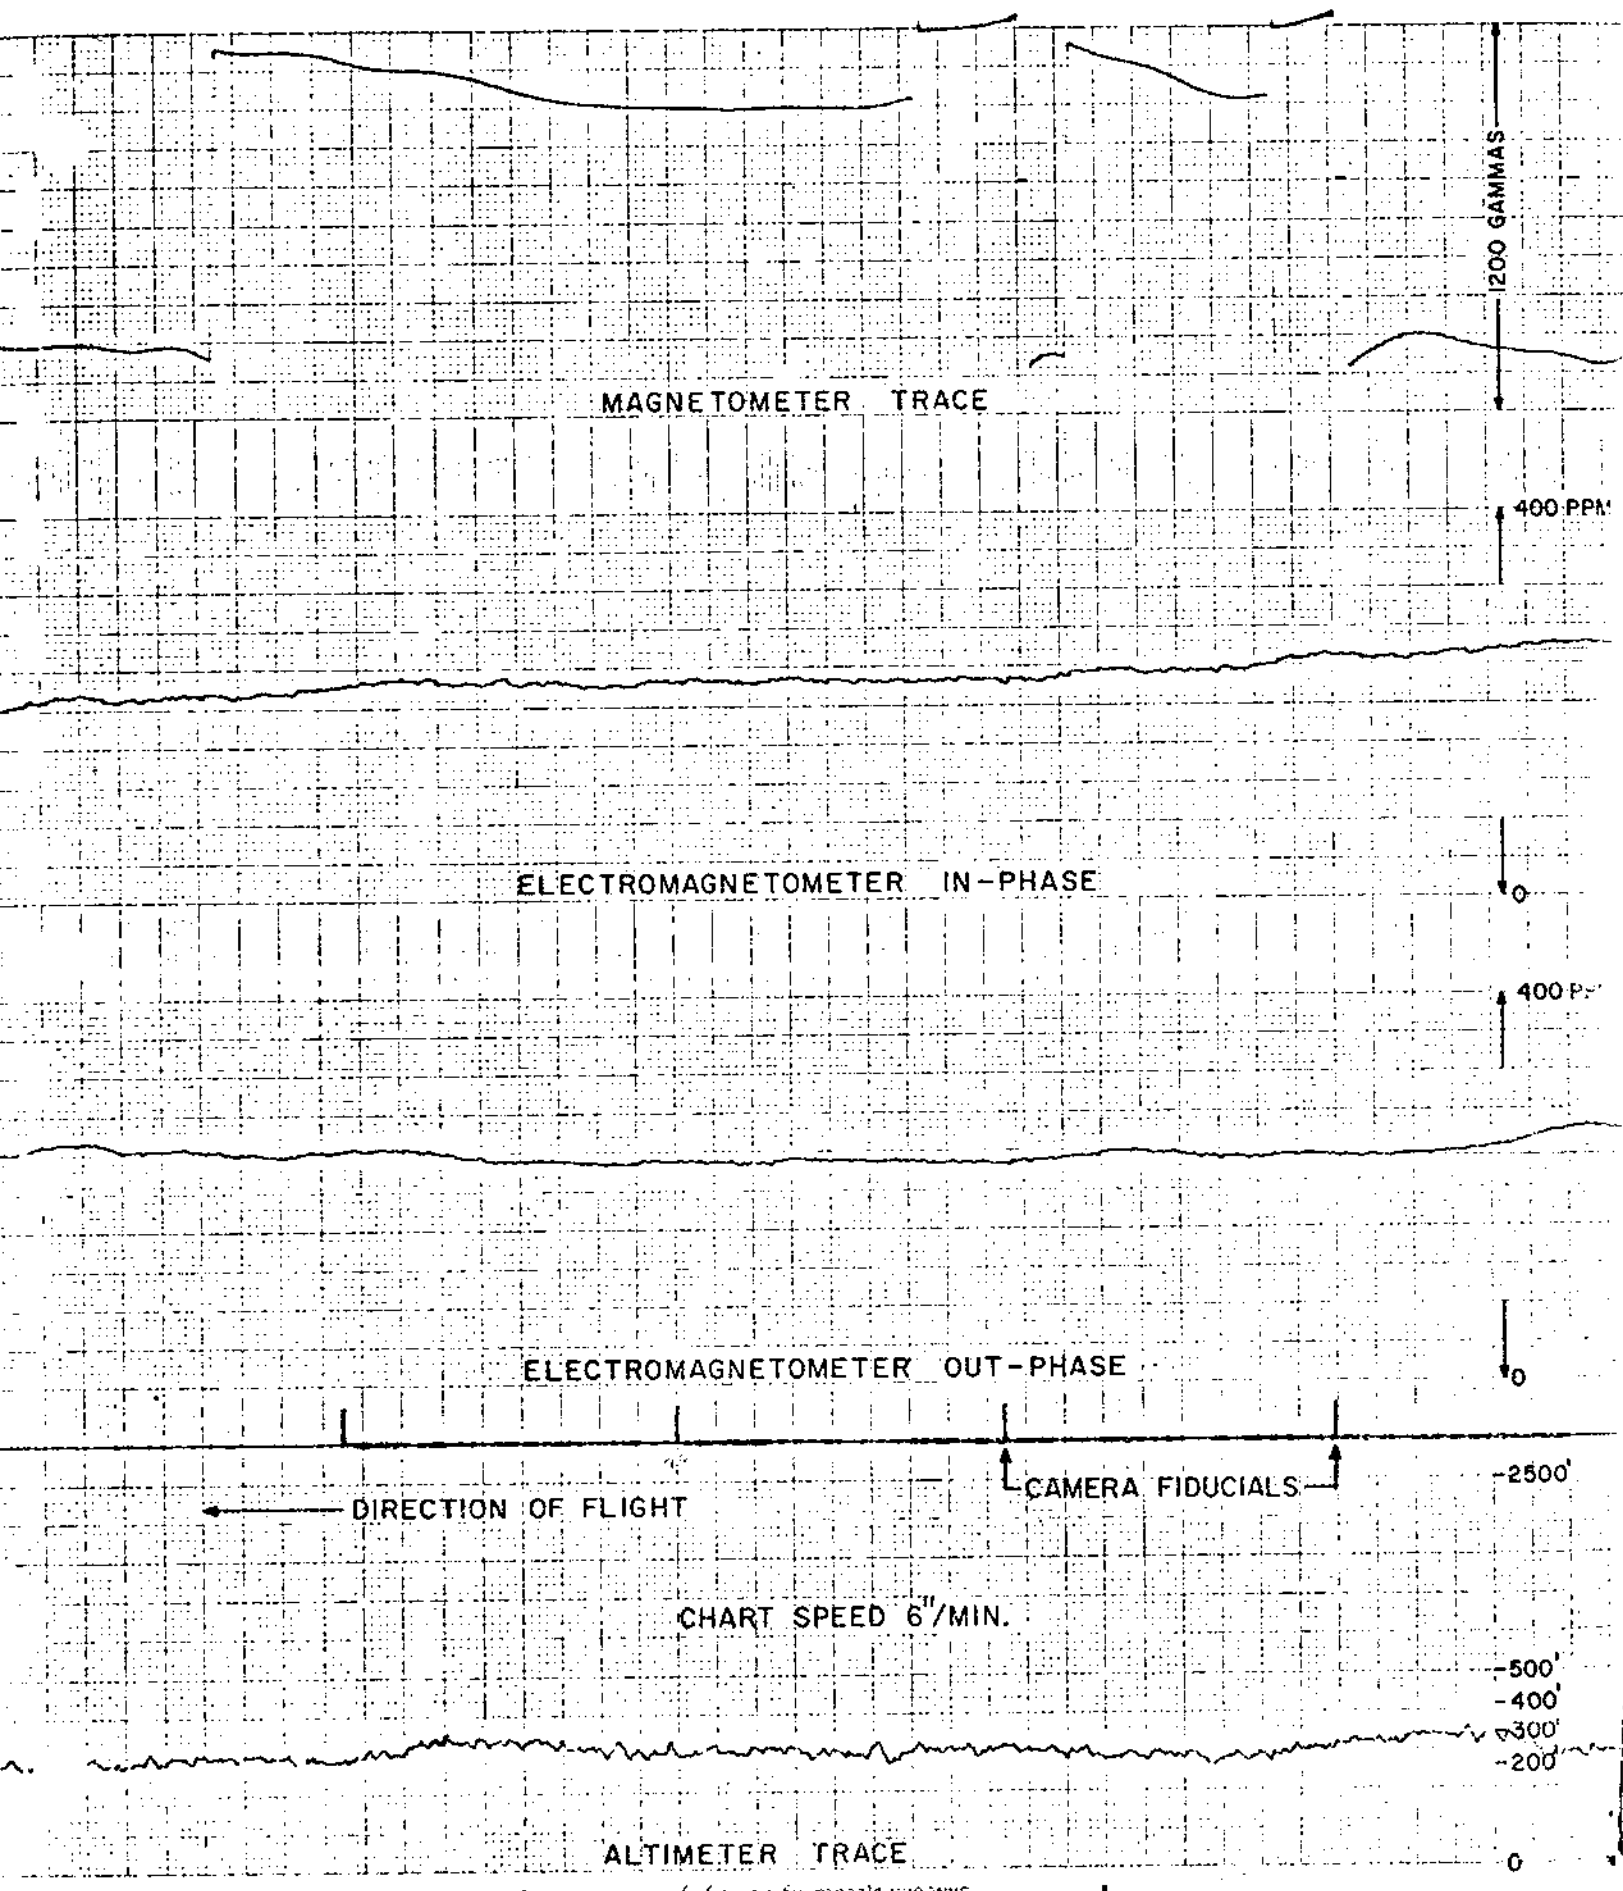 1200 GAMMAS
MAGNETOMETER TRACE
400 PPM
ELECTROMAGNETOMETER IN-PHASE
0
400
ELECTROMAGNETOMETER OUT-PHASE
0
-2500'
CAMERA FIDUCIALS
DIRECTION OF FLIGHT
CHART SPEED 6"/MIN.
-500'
-400'
-300'
-200'
ALTIMETER TRACE
0